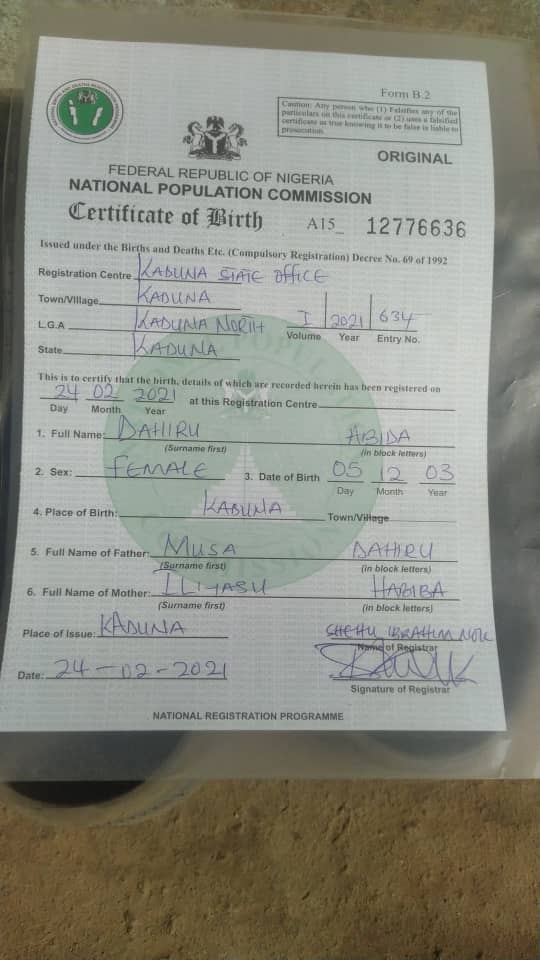 Form B.2
Caution: Any person who (1) Falsifies any of the
particulars on this certificate or (2) uses a falsified
certificate as true knowing it to be false is liable to
prosecution.
ORIGINAL
FEDERAL REPUBLIC OF NIGERIA
NATIONAL POPULATION COMMISSION
Certificate of Birth A15_ 12776636
Issued under the Births and Deaths Etc. (Compulsory Registration) Decree No. 69 of 1992
Registration Centre KADUNA STATE OFFICE
Town/Village KADUNA
L.G.A KADUNA NORTH I 2021 634
Volume Year Entry No.
State KADUNA
This is to certify that the birth, details of which are recorded herein has been registered on
24 02 2021 at this Registration Centre
Day Month Year
1. Full Name: DAHIRU ABIDA
(Surname first) (in block letters)
2. Sex: FEMALE 3. Date of Birth 05 12 03
Day Month Year
4. Place of Birth: KADUNA Town/Village
5. Full Name of Father: MUSA DAHIRU
(Surname first) (in block letters)
6. Full Name of Mother: ILIYASU HABIBA
(Surname first) (in block letters)
Place of Issue: KADUNA SHEHU IBRAHIM NOK
Name of Registrar
Date: 24-02-2021
Signature of Registrar
NATIONAL REGISTRATION PROGRAMME